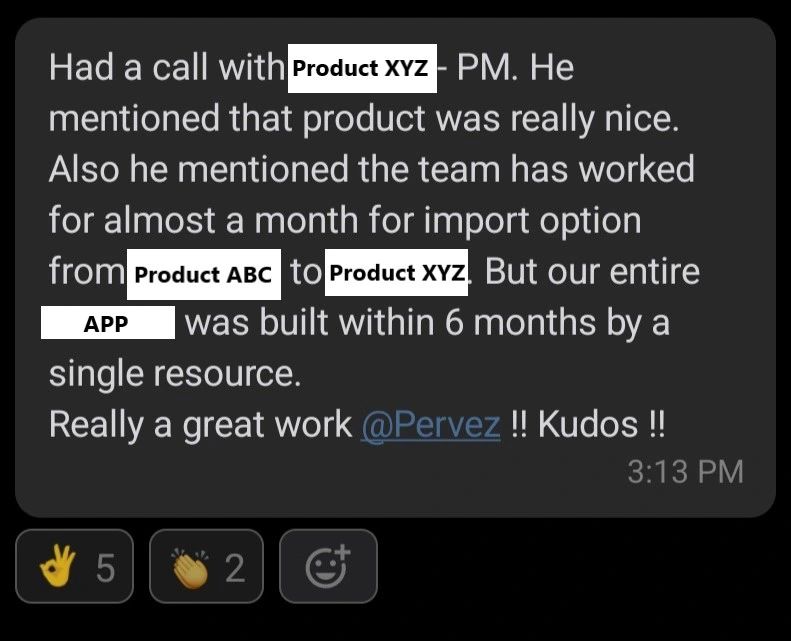 Had a call with Product XYZ - PM. He
mentioned that product was really nice.
Also he mentioned the team has worked
for almost a month for import option
from Product ABC to Product XYZ. But our entire
APP was built within 6 months by a
single resource.
Really a great work @Pervez !! Kudos !!
3:13 PM
👌 5 👏 2